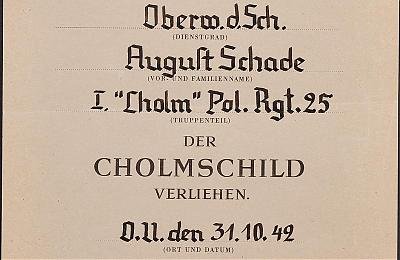 Oberw. d. Sch.
(DIENSTGRAD)
August Schade
(VOR- UND FAMILIENNAME)
I. "Cholm" Pol. Rgt. 25
(TRUPPENTEIL)
DER
CHOLMSCHILD
VERLIEHEN.
O.U. den 31.10.42
(ORT UND DATUM)